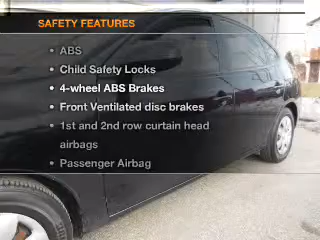 SAFETY FEATURES
• ABS
• Child Safety Locks
• 4-wheel ABS Brakes
• Front Ventilated disc brakes
• 1st and 2nd row curtain head
airbags
• Passenger Airbag